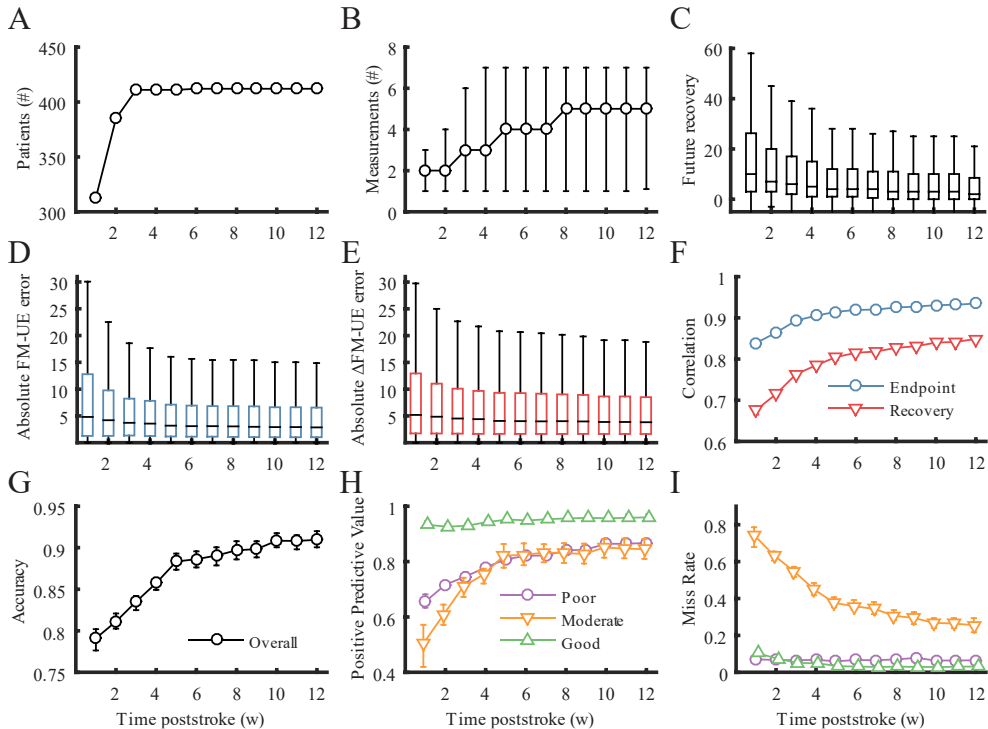 A
B
C
450
400
350
300
Patients (#)
2 4 6 8 10 12
8
6
4
2
0
Measurements (#)
2 4 6 8 10 12
60
40
20
0
Future recovery
2 4 6 8 10 12
D
E
F
30
25
20
15
10
5
Absolute FM-UE error
2 4 6 8 10 12
30
25
20
15
10
5
Absolute ΔFM-UE error
2 4 6 8 10 12
1
0.9
0.8
0.7
0.6
Correlation
Endpoint
Recovery
2 4 6 8 10 12
G
H
I
0.95
0.9
0.85
0.8
0.75
Accuracy
Overall
2 4 6 8 10 12
Time poststroke (w)
1
0.8
0.6
0.4
Positive Predictive Value
Poor
Moderate
Good
2 4 6 8 10 12
Time poststroke (w)
0.8
0.6
0.4
0.2
0
Miss Rate
2 4 6 8 10 12
Time poststroke (w)